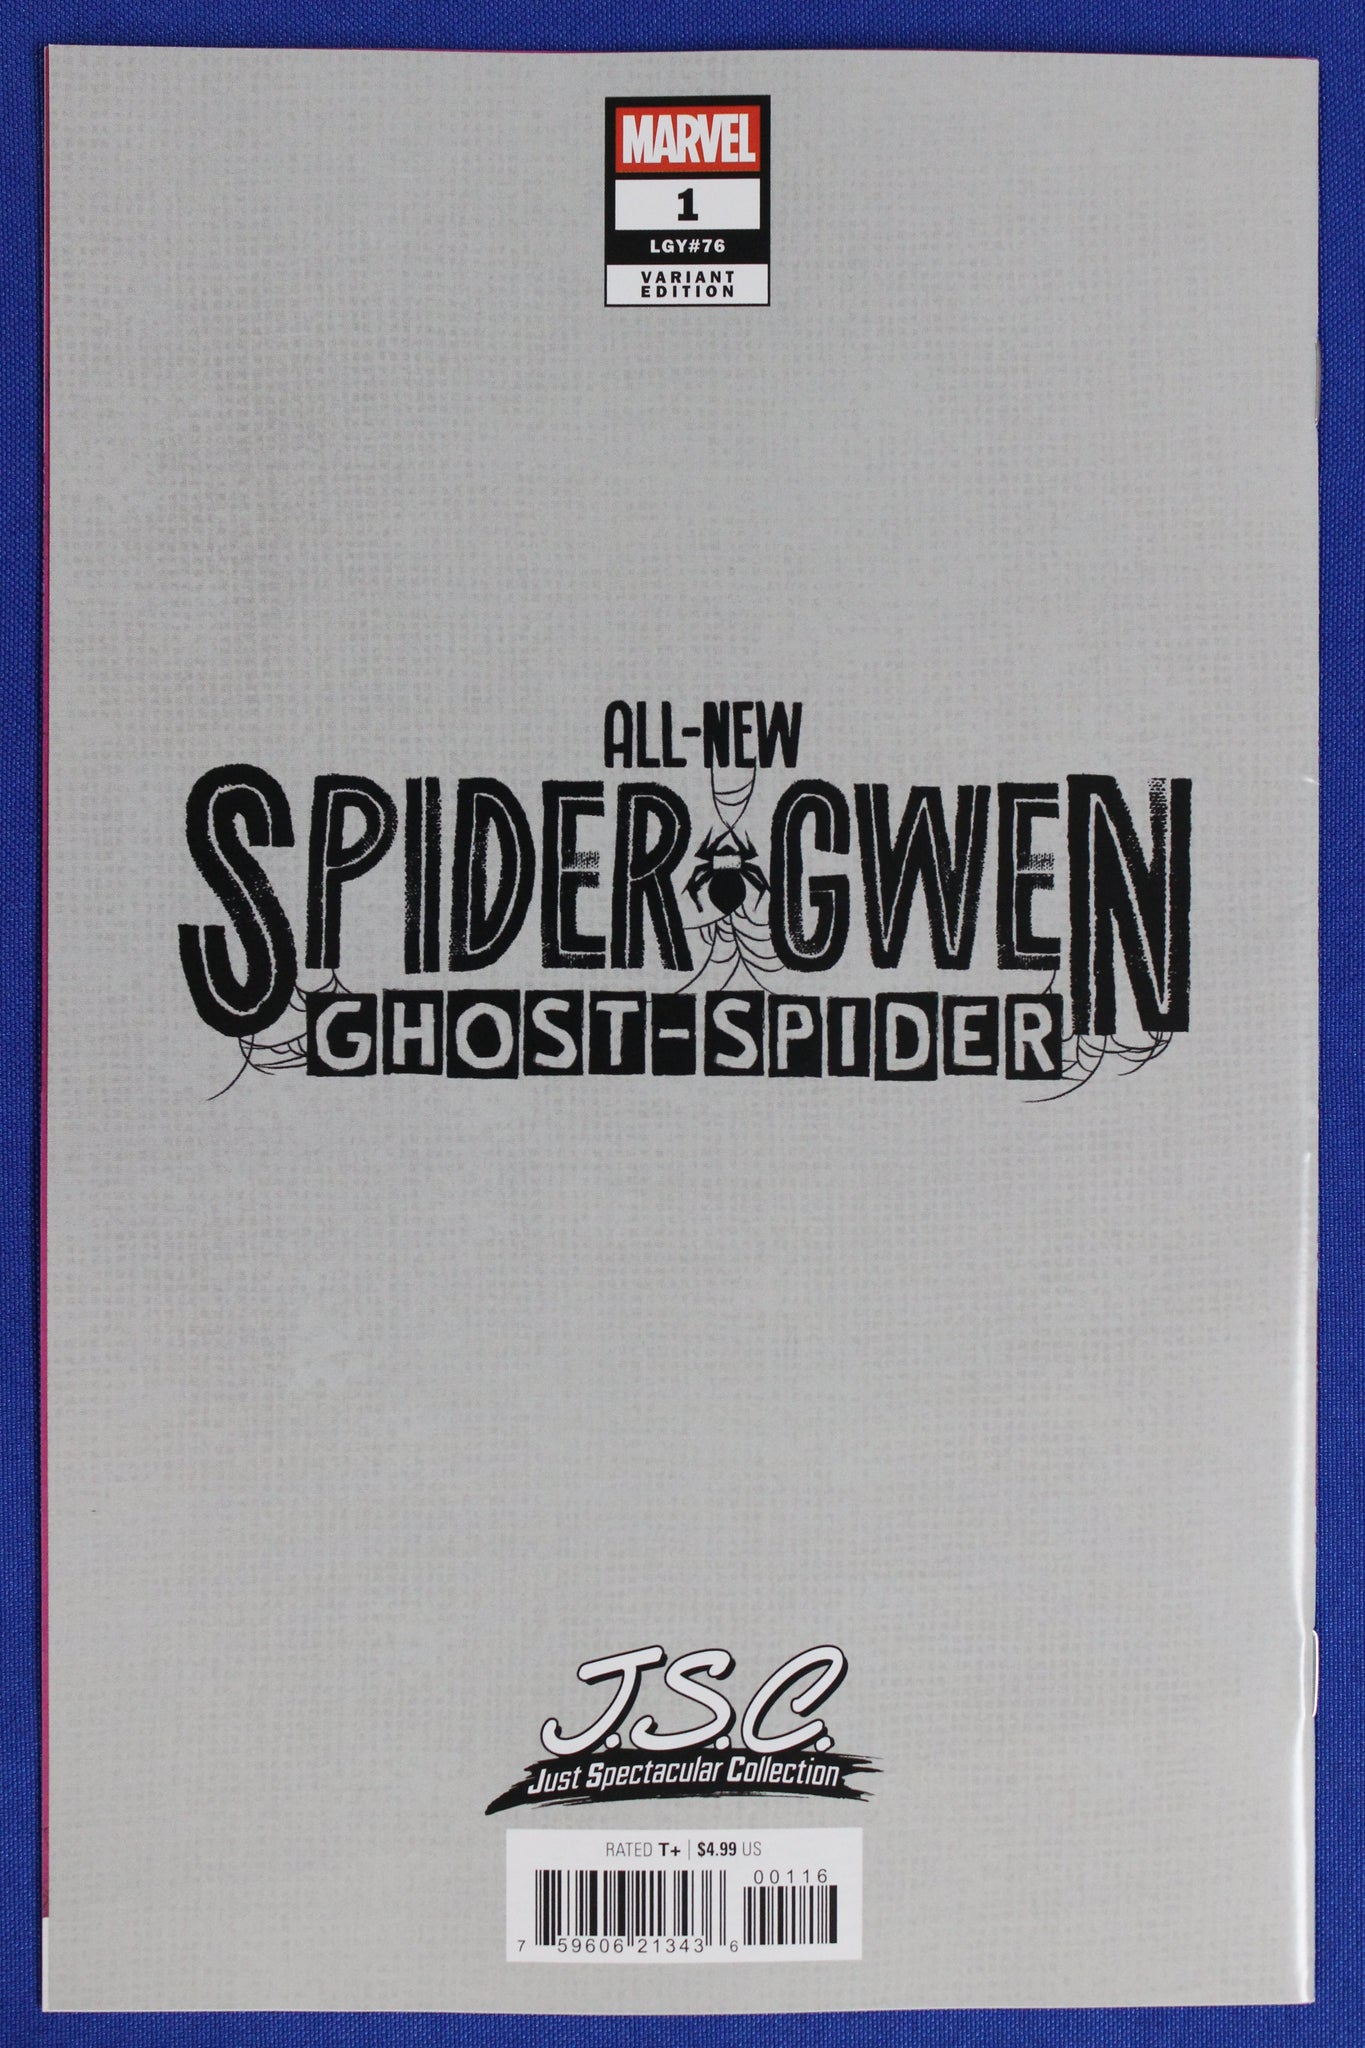 MARVEL
1
LGY#76
VARIANT
EDITION
ALL-NEW
SPIDER GWEN
GHOST-SPIDER
J.S.C.
Just Spectacular Collection
RATED T+ | $4.99 US
00116
7 59606 21343 6